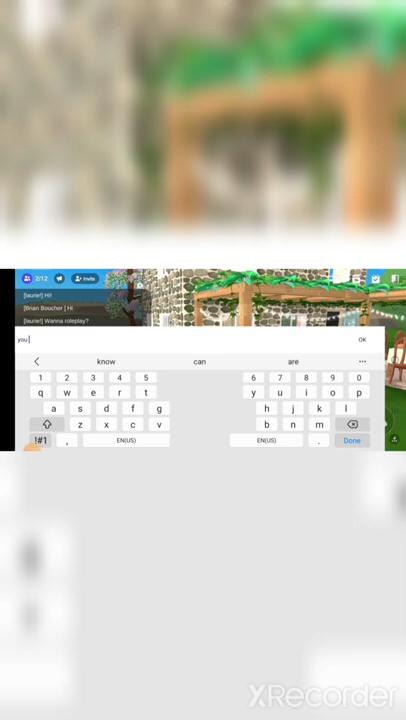 2/12 Invite
[laurie!] Hi!
[Brian Boucher] Hi
[laurie!] Wanna roleplay?
you OK
know can are
1 2 3 4 5 6 7 8 9 0
q w e r t y u i o p
a s d f g h j k l
z x c v b n m
!#1 , EN(US) EN(US) . Done
XRecorder